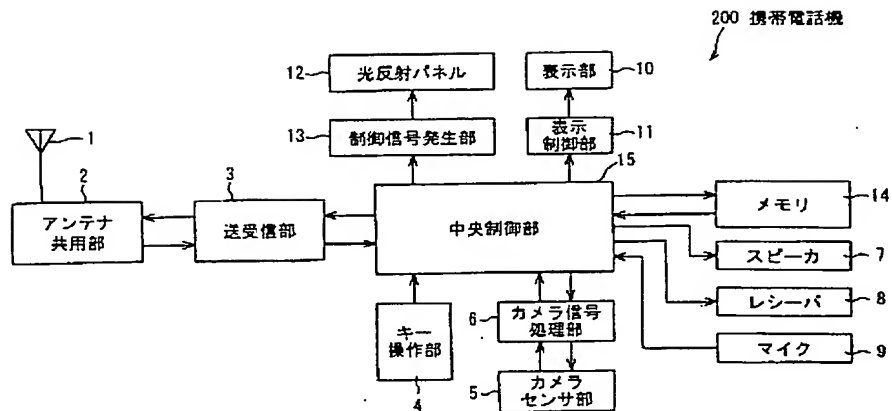 200 携帯電話機
12 光反射パネル
表示部 10
13 制御信号発生部
表示
制御部 11
1
2
3
15
アンテナ
共用部
送受信部
中央制御部
メモリ 14
スピーカ 7
レシーバ 8
マイク 9
キー
操作部
4
6 カメラ信号
処理部
5 カメラ
センサ部